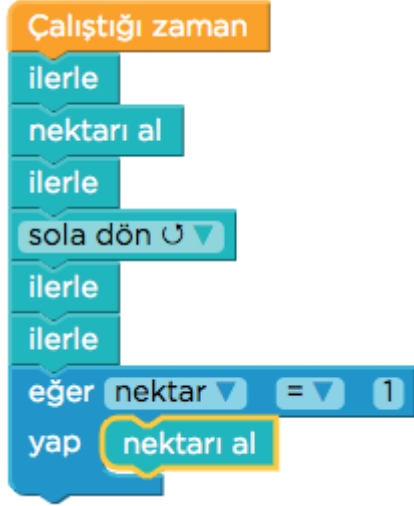 Çalıştığı zaman
ilerle
nektarı al
ilerle
sola dön ↺ ▼
ilerle
ilerle
eğer nektar ▼ = ▼ 1
yap nektarı al